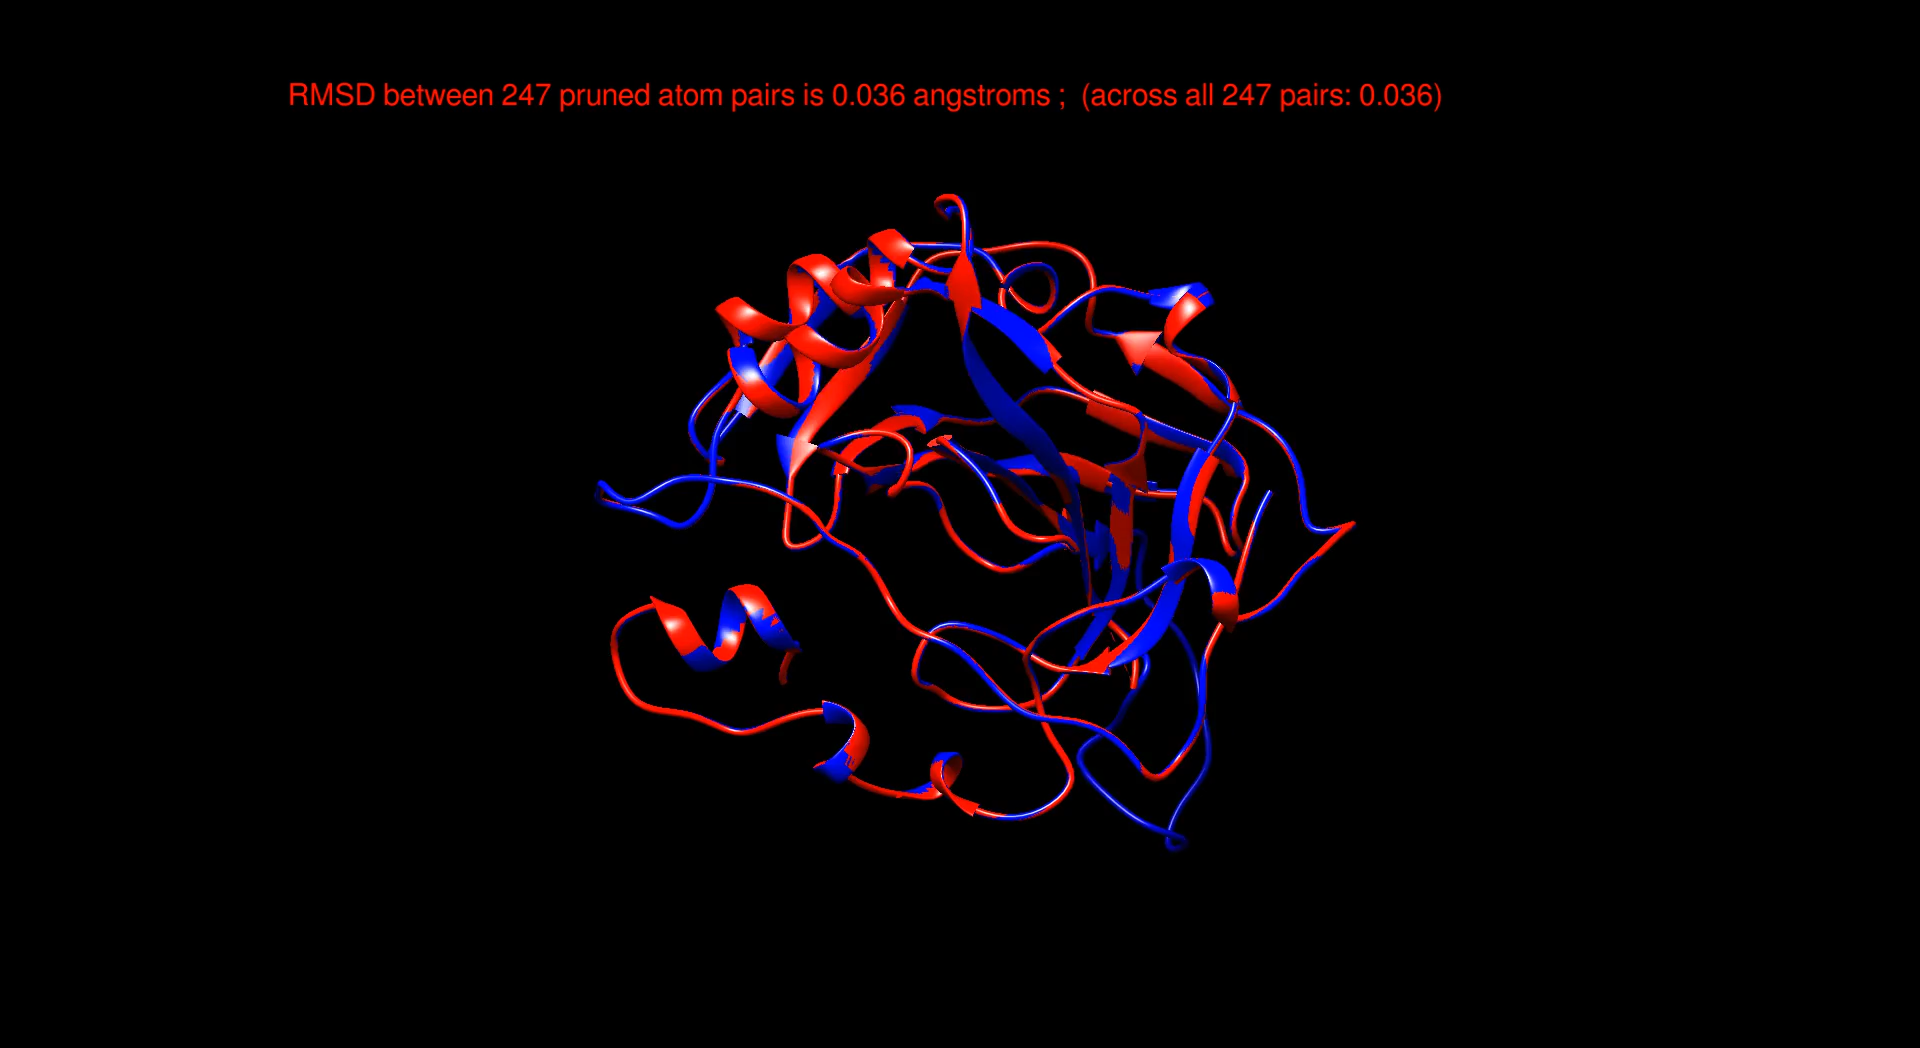 RMSD between 247 pruned atom pairs is 0.036 angstroms ;  (across all 247 pairs: 0.036)